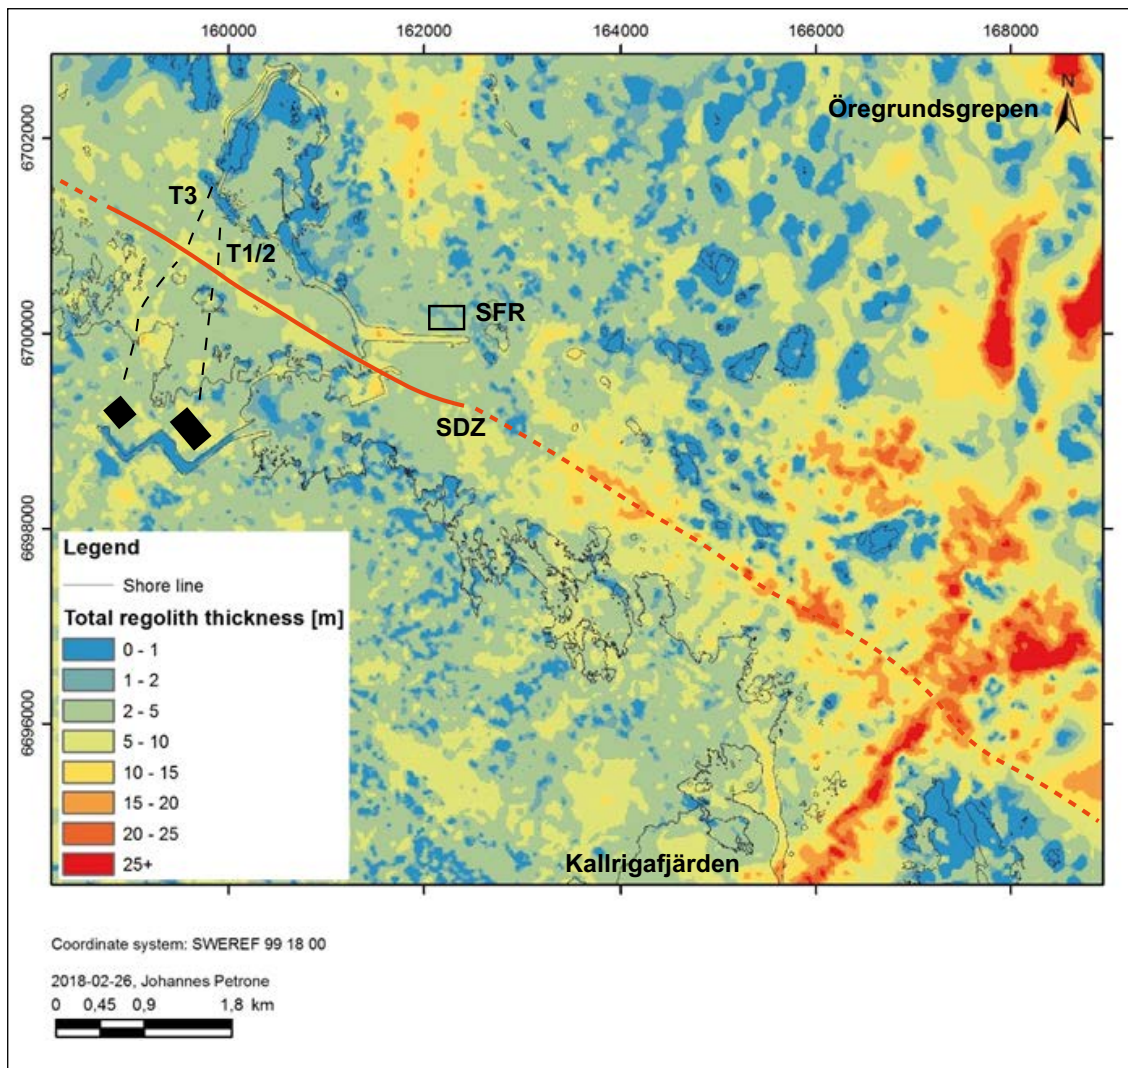 160000 162000 164000 166000 168000
N
Öregrundsgrepen
6702000
T3
T1/2
SFR
6700000
SDZ
6698000
Legend
Shore line
Total regolith thickness [m]
0 - 1
1 - 2
2 - 5
5 - 10
10 - 15
15 - 20
20 - 25
25+
6696000
Kallrigafjärden
Coordinate system: SWEREF 99 18 00
2018-02-26, Johannes Petrone
0 0,45 0,9 1,8 km